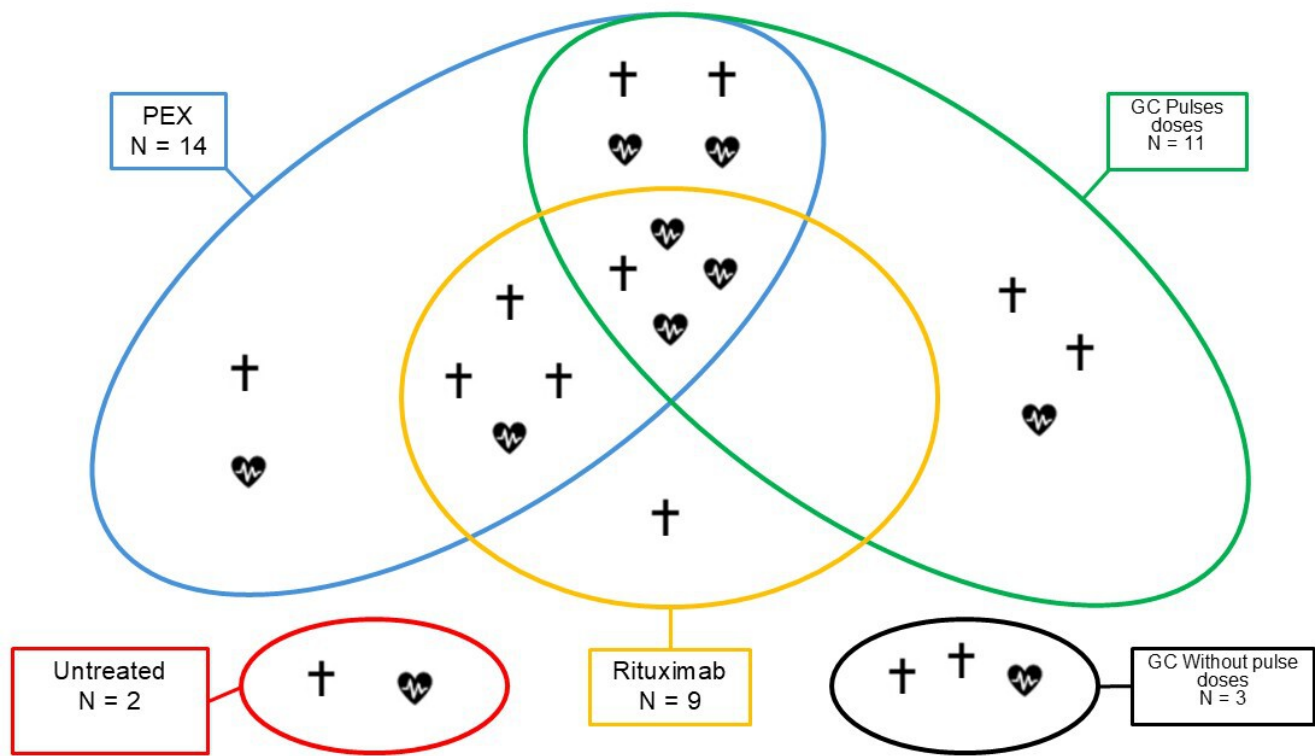 PEX
N = 14
GC Pulses
doses
N = 11
Untreated
N = 2
Rituximab
N = 9
GC Without pulse
doses
N = 3